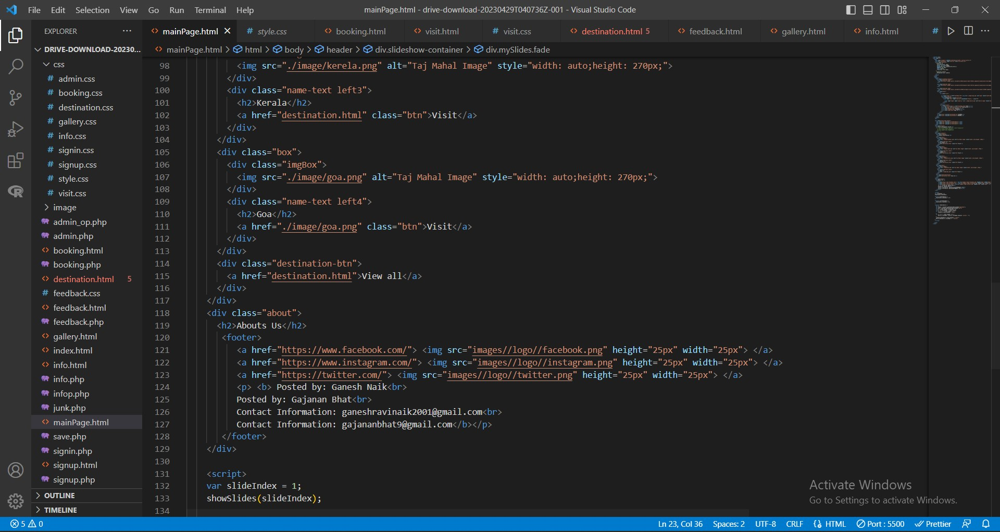 File Edit Selection View Go Run Terminal Help
mainPage.html - drive-download-20230429T040736Z-001 - Visual Studio Code
EXPLORER
mainPage.html
# style.css
booking.html
visit.html
# visit.css
destination.html 5
feedback.html
gallery.html
info.html
#
DRIVE-DOWNLOAD-20230...
mainPage.html > html > body > header > div.slideshow-container > div.mySlides.fade
css
# admin.css
# booking.css
# destination.css
# gallery.css
# info.css
# signin.css
# signup.css
# style.css
# visit.css
image
admin_op.php
admin.php
booking.html
booking.php
destination.html 5
# feedback.css
feedback.html
feedback.php
gallery.html
index.html
info.html
info.php
infop.php
junk.php
mainPage.html
save.php
signin.php
signup.html
signup.php
OUTLINE
TIMELINE
98 <img src="./image/kerela.png" alt="Taj Mahal Image" style="width: auto;height: 270px;">
99 </div>
100 <div class="name-text left3">
101 <h2>Kerala</h2>
102 <a href="destination.html" class="btn">Visit</a>
103 </div>
104 </div>
105 <div class="box">
106 <div class="imgBox">
107 <img src="./image/goa.png" alt="Taj Mahal Image" style="width: auto;height: 270px;">
108 </div>
109 <div class="name-text left4">
110 <h2>Goa</h2>
111 <a href="./image/goa.png" class="btn">Visit</a>
112 </div>
113 </div>
114 <div class="destination-btn">
115 <a href="destination.html">View all</a>
116 </div>
117 </div>
118 <div class="about">
119 <h2>Abouts Us</h2>
120 <footer>
121 <a href="https://www.facebook.com/"> <img src="images//logo//facebook.png" height="25px" width="25px"> </a>
122 <a href="https://www.instagram.com/"> <img src="images//logo//instagram.png" height="25px" width="25px"> </a>
123 <a href="https://twitter.com/"> <img src="images//logo//twitter.png" height="25px" width="25px"> </a>
124 <p> <b> Posted by: Ganesh Naik<br>
125 Posted by: Gajanan Bhat<br>
126 Contact Information: ganeshravinaik2001@gmail.com<br>
127 Contact Information: gajananbhat9@gmail.com</b></p>
128 </footer>
129 </div>
130
131 <script>
132 var slideIndex = 1;
133 showSlides(slideIndex);
134
Activate Windows
Go to Settings to activate Windows.
5 0
Ln 23, Col 36 Spaces: 2 UTF-8 CRLF HTML Port : 5500 Prettier